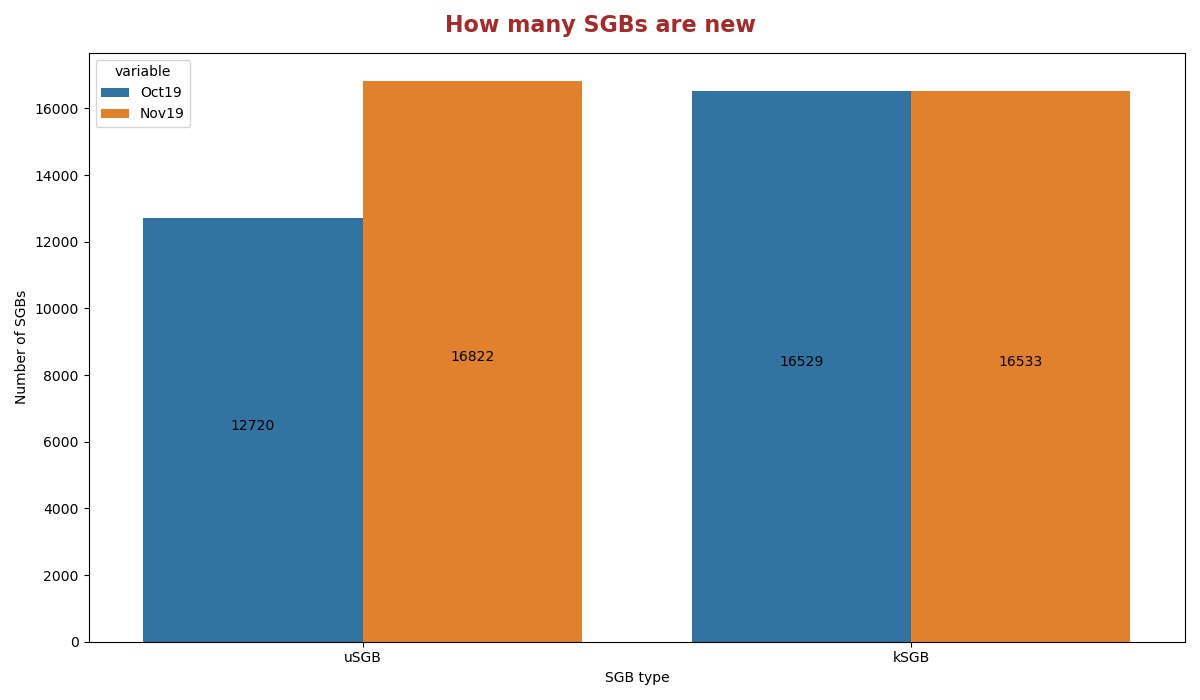 How many SGBs are new
variable
Oct19
Nov19
Number of SGBs
16000
14000
12000
10000
8000
6000
4000
2000
0
12720
16822
16529
16533
uSGB
kSGB
SGB type